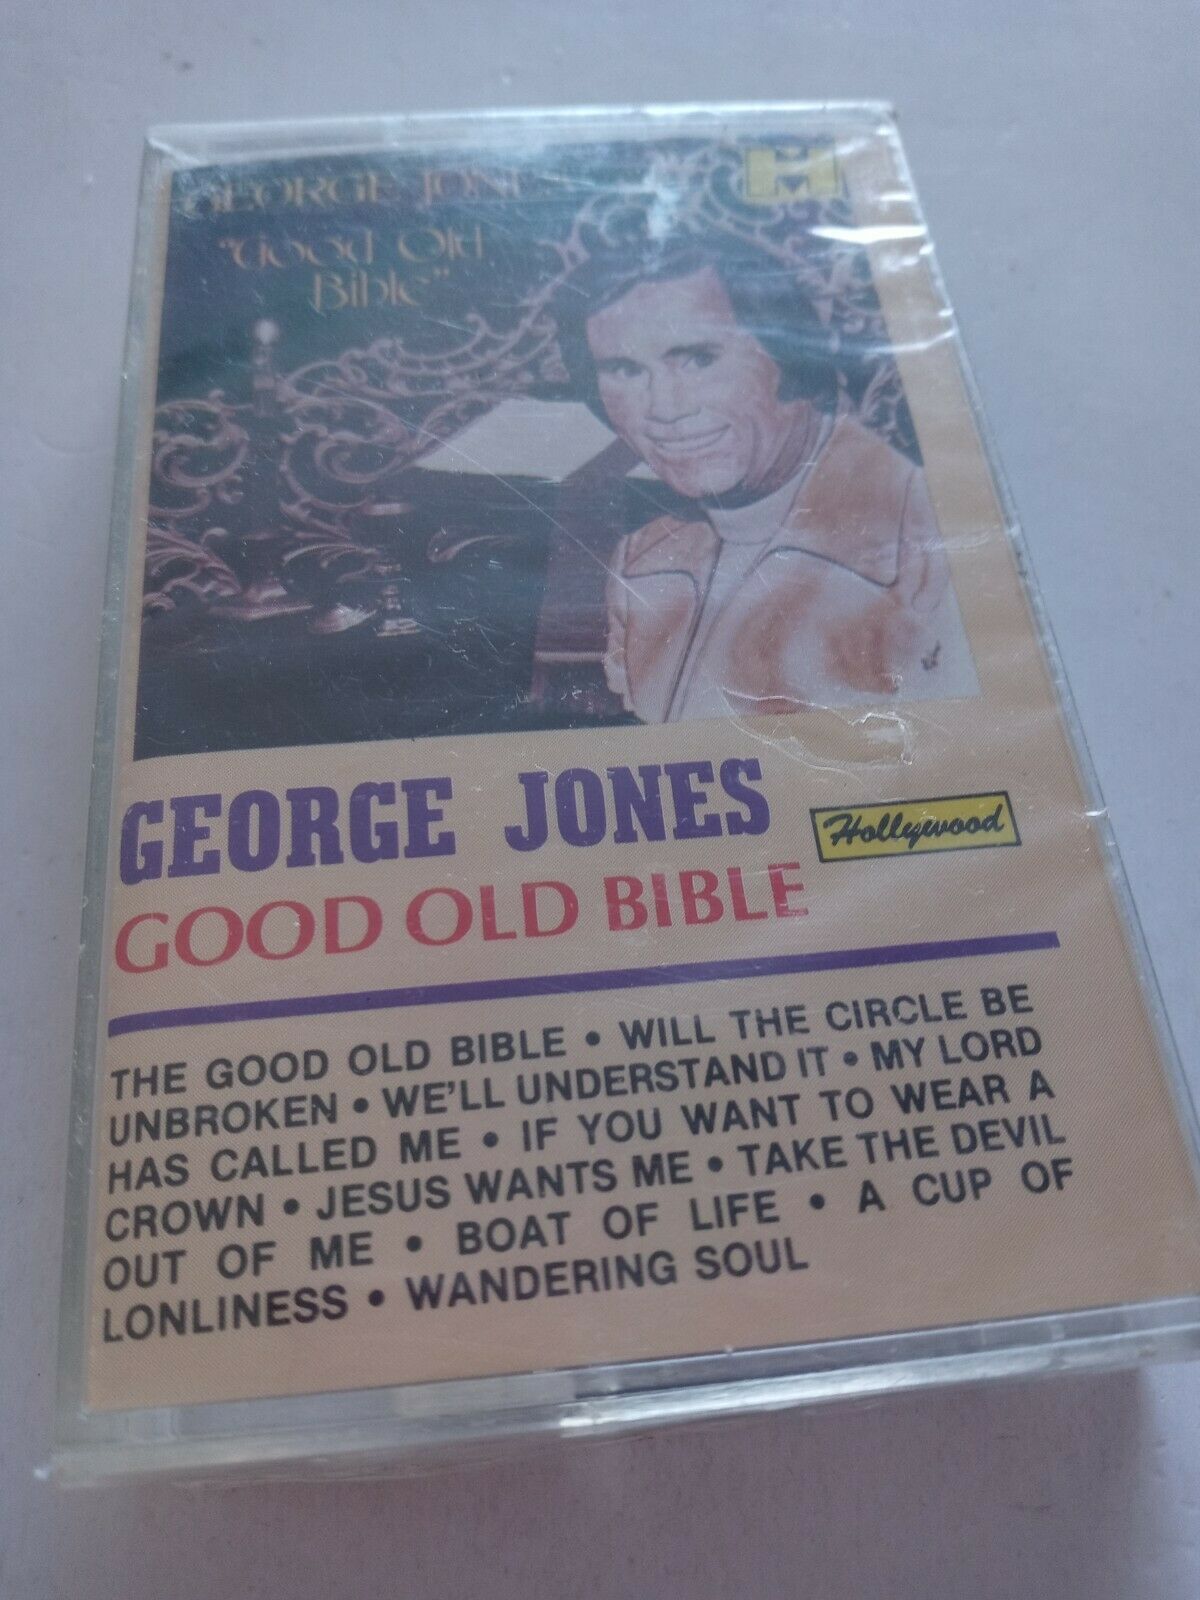 GEORGE JONES
"Good Old
Bible"
H
GEORGE JONES
Hollywood
GOOD OLD BIBLE
THE GOOD OLD BIBLE • WILL THE CIRCLE BE
UNBROKEN • WE'LL UNDERSTAND IT • MY LORD
HAS CALLED ME • IF YOU WANT TO WEAR A
CROWN • JESUS WANTS ME • TAKE THE DEVIL
OUT OF ME • BOAT OF LIFE • A CUP OF
LONLINESS • WANDERING SOUL